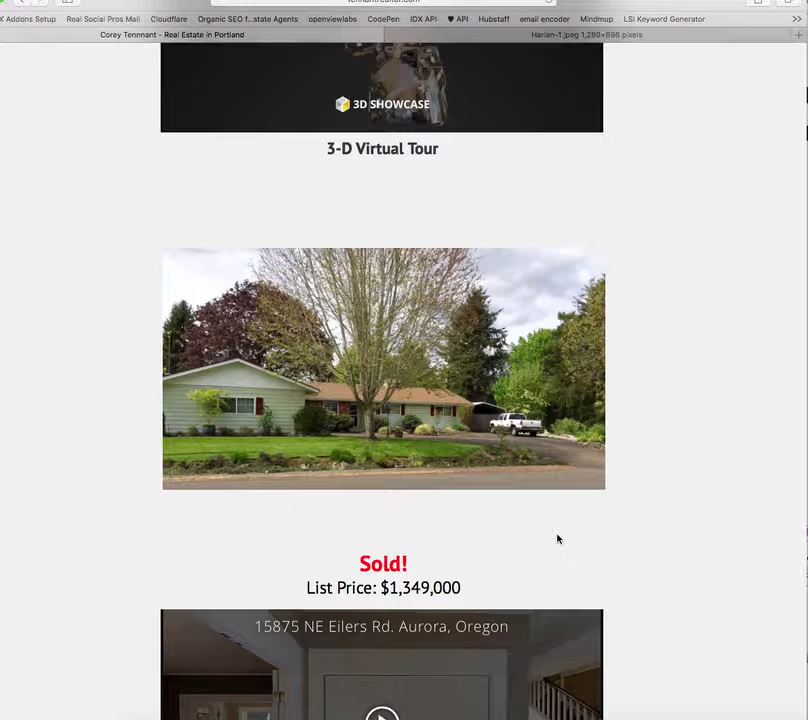 X Addons Setup Real Social Pros Mail Cloudflare Organic SEO f...state Agents openviewlabs CodePen IDX API ♥ API Hubstaff email encoder Mindmup LSI Keyword Generator >>
Corey Tennnant - Real Estate in Portland Harlan-1.jpeg 1,280×698 pixels +
3D SHOWCASE
3-D Virtual Tour
Sold!
List Price: $1,349,000
15875 NE Eilers Rd. Aurora, Oregon